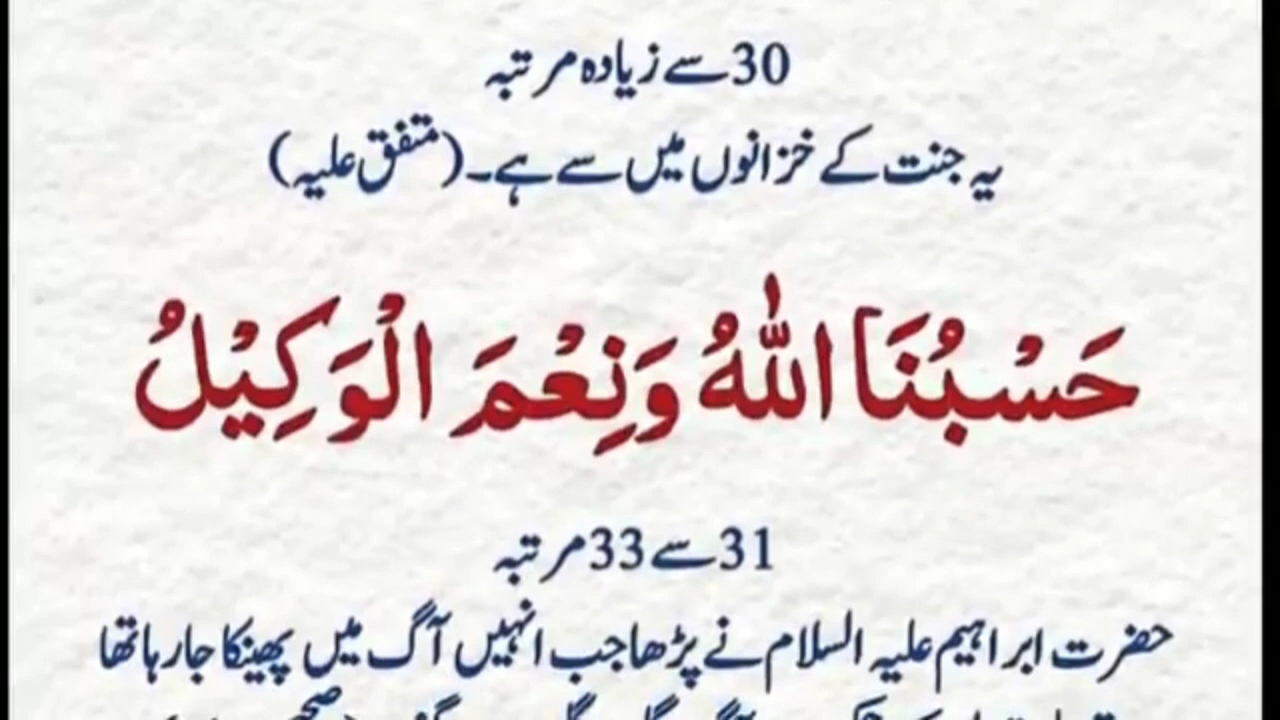 30 سے زیادہ مرتبہ
یہ جنت کے خزانوں میں سے ہے۔ (متفق علیہ)
حَسْبُنَا اللّٰهُ وَنِعْمَ الْوَكِيْلُ
31 سے 33 مرتبہ
حضرت ابراہیم علیہ السلام نے پڑھا جب انہیں آگ میں پھینکا جا رہا تھا